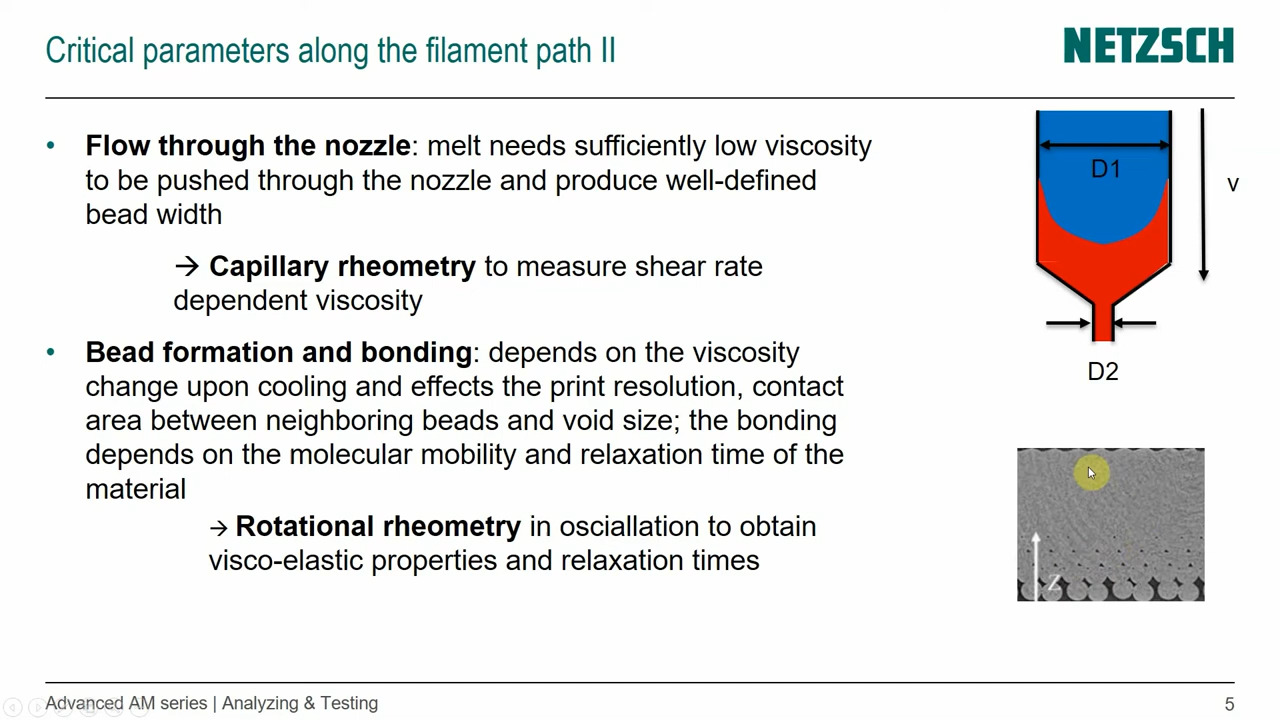 Critical parameters along the filament path II
NETZSCH
• Flow through the nozzle: melt needs sufficiently low viscosity
to be pushed through the nozzle and produce well-defined
bead width
→ Capillary rheometry to measure shear rate
dependent viscosity
• Bead formation and bonding: depends on the viscosity
change upon cooling and effects the print resolution, contact
area between neighboring beads and void size; the bonding
depends on the molecular mobility and relaxation time of the
material
→ Rotational rheometry in osciallation to obtain
visco-elastic properties and relaxation times
D1
v
D2
Z
Advanced AM series | Analyzing & Testing
5